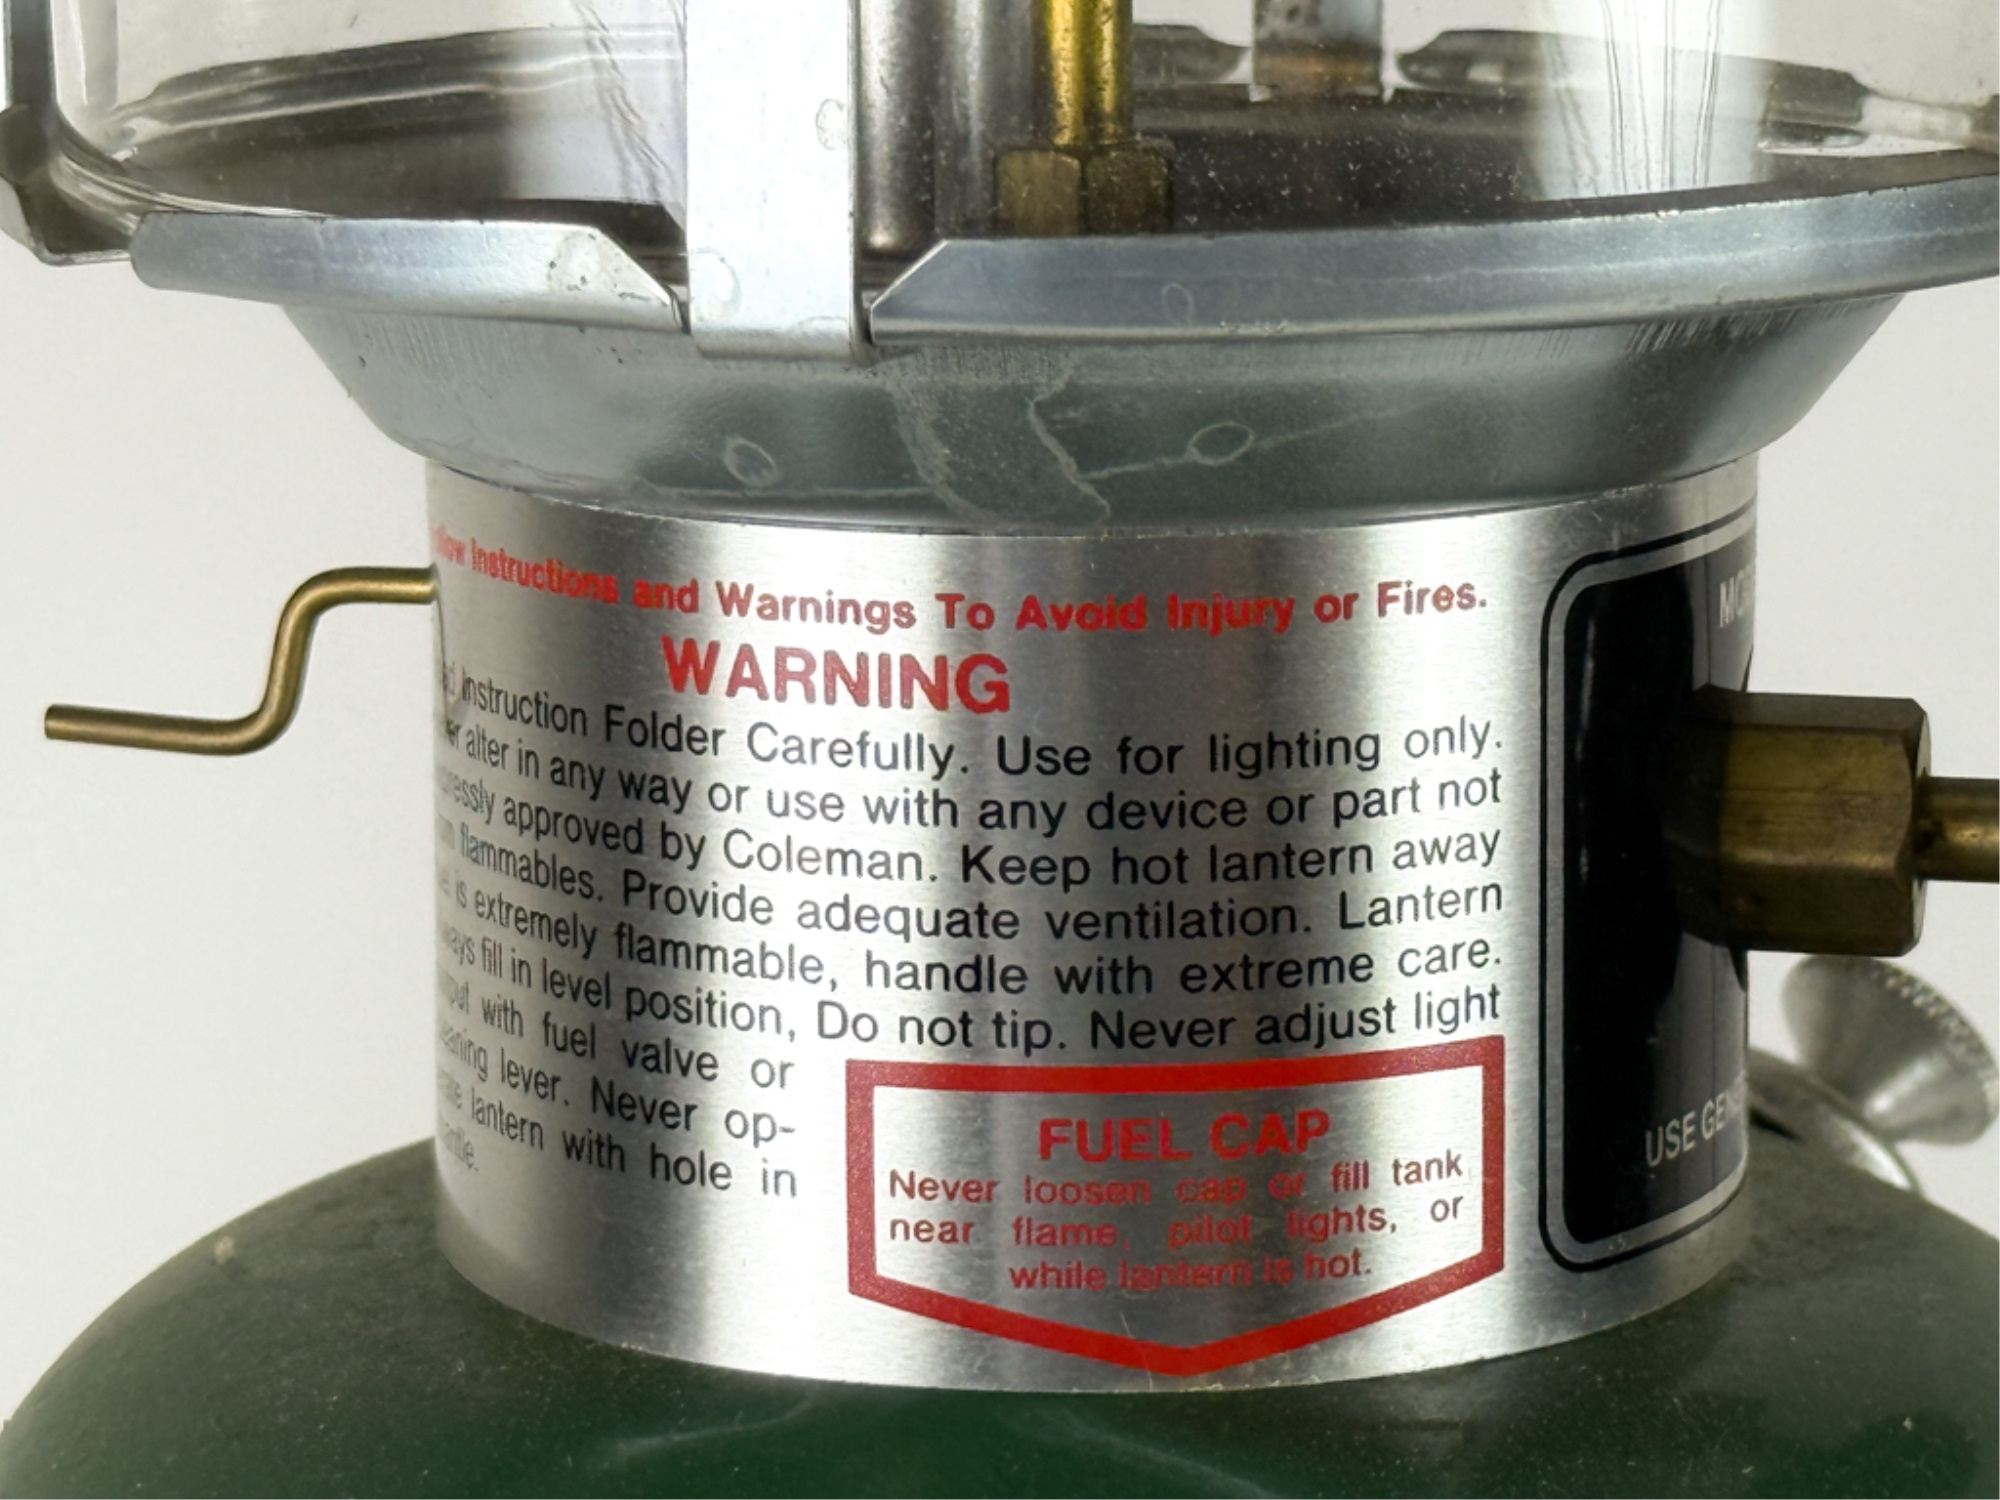 Instructions and Warnings To Avoid Injury or Fires.
WARNING
Instruction Folder Carefully. Use for lighting only.
alter in any way or use with any device or part not
approved by Coleman. Keep hot lantern away
flammables. Provide adequate ventilation. Lantern
is extremely flammable, handle with extreme care.
fill in level position, Do not tip. Never adjust light
with fuel valve or
lever. Never op-
lantern with hole in
FUEL CAP
Never loosen cap or fill tank
near flame, pilot lights, or
while lantern is hot.
USE